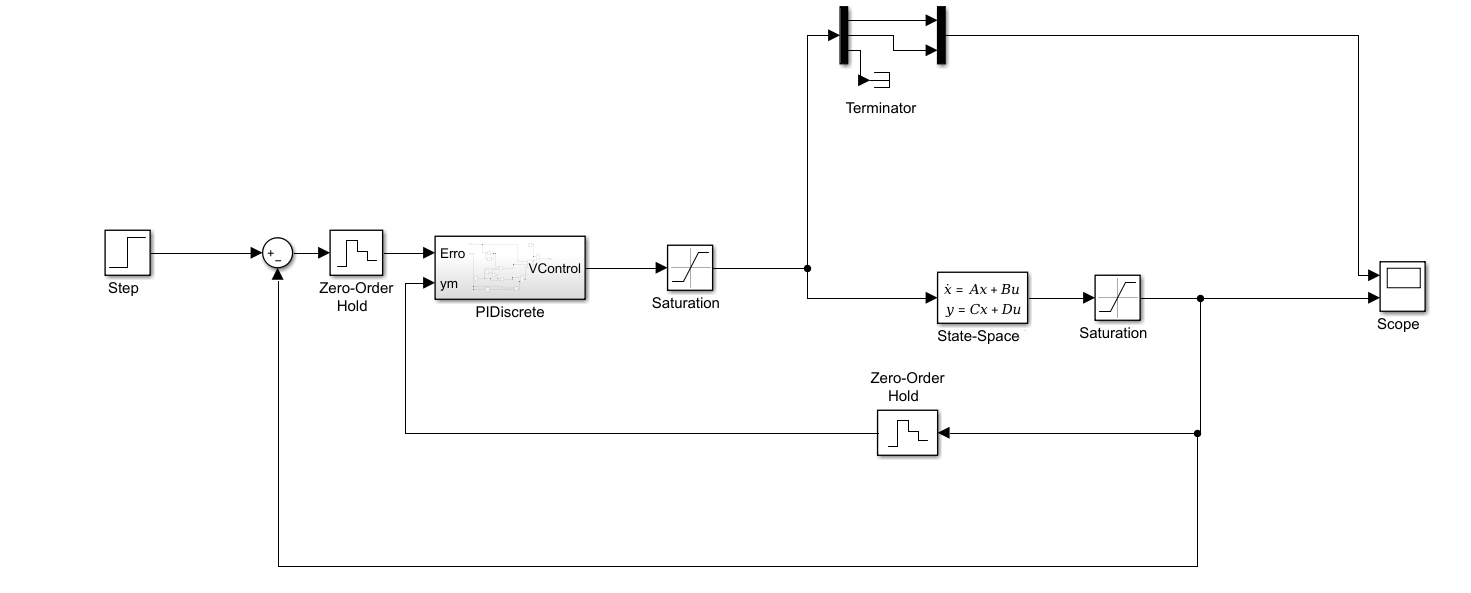 Terminator
+
−
Step
Zero-Order
Hold
Erro
ym
VControl
PIDiscrete
Saturation
ẋ = Ax + Bu
y = Cx + Du
State-Space
Saturation
Scope
Zero-Order
Hold